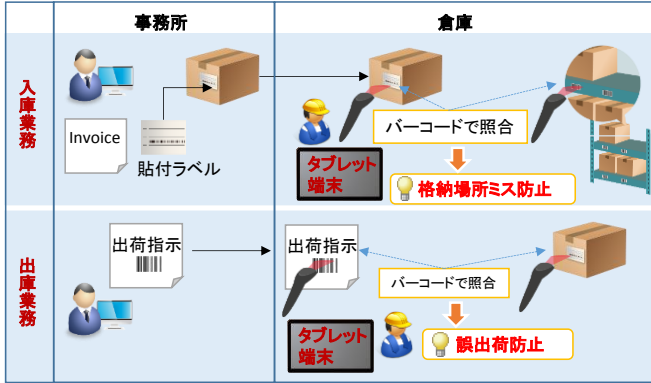 事務所
倉庫
入庫業務
Invoice
貼付ラベル
バーコードで照合
タブレット
端末
格納場所ミス防止
出庫業務
出荷指示
出荷指示
バーコードで照合
タブレット
端末
誤出荷防止